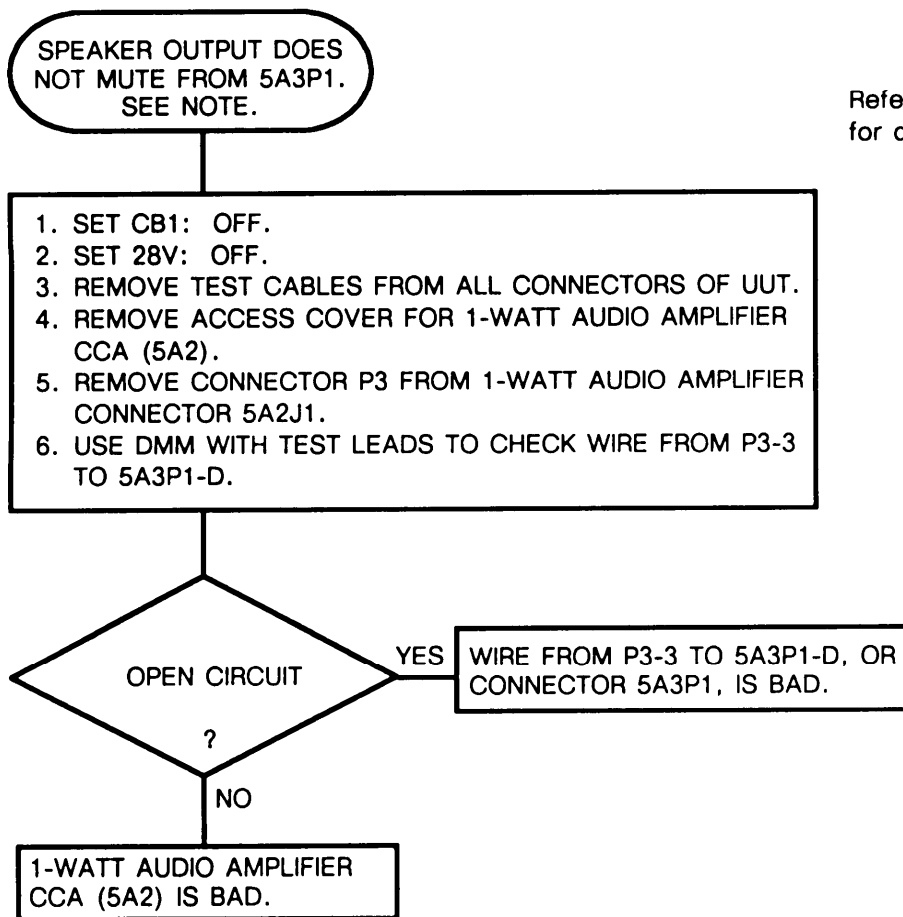 SPEAKER OUTPUT DOES
NOT MUTE FROM 5A3P1.
SEE NOTE.
for
1. SET CB1: OFF.
2. SET 28V: OFF.
3. REMOVE TEST CABLES FROM ALL CONNECTORS OF UUT.
4. REMOVE ACCESS COVER FOR 1-WATT AUDIO AMPLIFIER
CCA (5A2).
5. REMOVE CONNECTOR P3 FROM 1-WATT AUDIO AMPLIFIER
CONNECTOR 5A2J1.
6. USE DMM WITH TEST LEADS TO CHECK WIRE FROM P3-3
TO 5A3P1-D.
OPEN CIRCUIT
?
YES
WIRE FROM P3-3 TO 5A3P1-D, OR
CONNECTOR 5A3P1, IS BAD.
NO
1-WATT AUDIO AMPLIFIER
CCA (5A2) IS BAD.